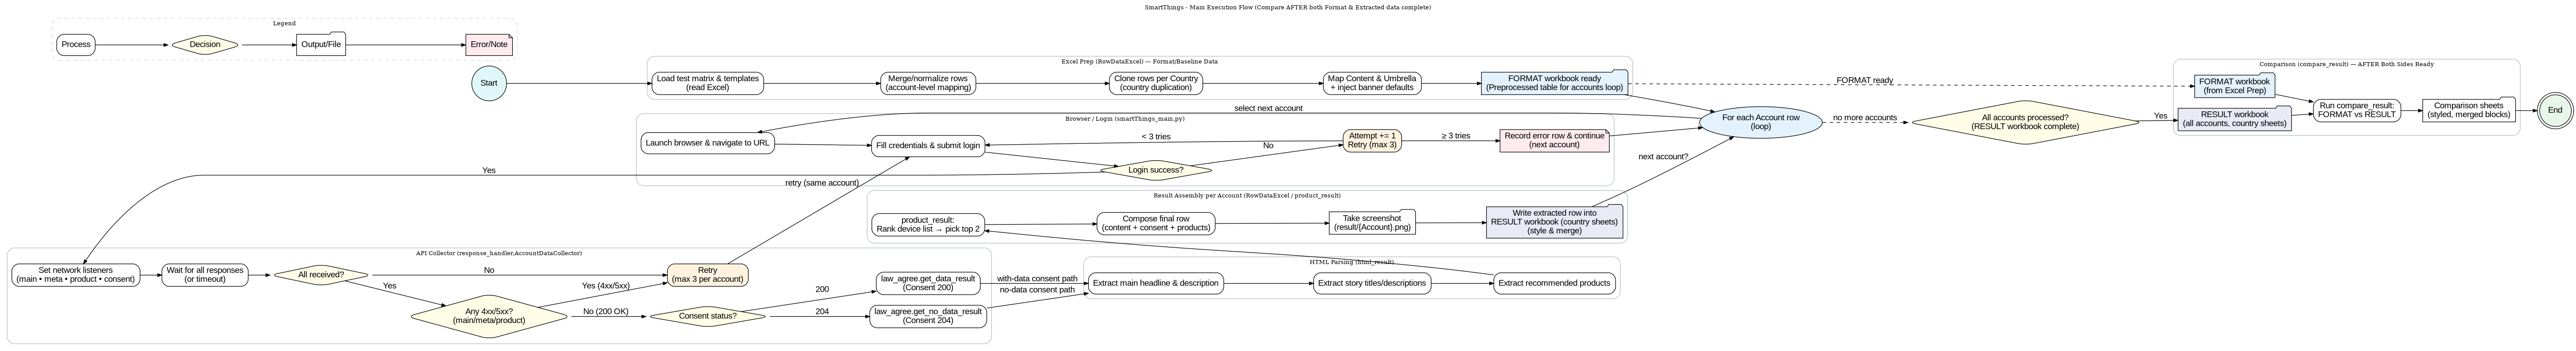 SmartThings - Main Execution Flow (Compare AFTER both Format & Extracted data complete)
Legend
Process
Decision
Output/File
Error/Note
Start
Excel Prep (RowDataExcel) — Format/Baseline Data
Load test matrix & templates
(read Excel)
Merge/normalize rows
(account-level mapping)
Clone rows per Country
(country duplication)
Map Content & Umbrella
+ inject banner defaults
FORMAT workbook ready
(Preprocessed table for accounts loop)
FORMAT ready
select next account
For each Account row
(loop)
no more accounts
All accounts processed?
(RESULT workbook complete)
Yes
Comparison (compare_result) — AFTER Both Sides Ready
FORMAT workbook
(from Excel Prep)
RESULT workbook
(all accounts, country sheets)
Run compare_result:
FORMAT vs RESULT
Comparison sheets
(styled, merged blocks)
End
Browser / Login (smartThings_main.py)
Launch browser & navigate to URL
Fill credentials & submit login
< 3 tries
Attempt += 1
Retry (max 3)
≥ 3 tries
Record error row & continue
(next account)
No
Login success?
Yes
retry (same account)
next account?
Result Assembly per Account (RowDataExcel / product_result)
product_result:
Rank device list → pick top 2
Compose final row
(content + consent + products)
Take screenshot
(result/{Account}.png)
Write extracted row into
RESULT workbook (country sheets)
(style & merge)
API Collector (response_handler.AccountDataCollector)
Set network listeners
(main • meta • product • consent)
Wait for all responses
(or timeout)
All received?
No
Yes
Retry
(max 3 per account)
Yes (4xx/5xx)
Any 4xx/5xx?
(main/meta/product)
No (200 OK)
Consent status?
200
204
law_agree.get_data_result
(Consent 200)
law_agree.get_no_data_result
(Consent 204)
with-data consent path
no-data consent path
HTML Parsing (html_result)
Extract main headline & description
Extract story titles/descriptions
Extract recommended products